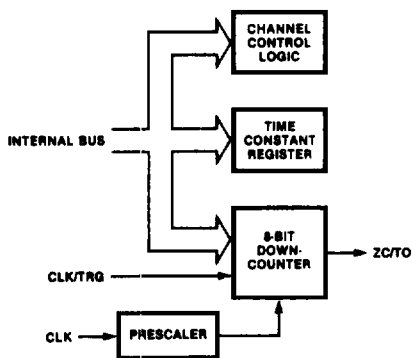 CHANNEL
CONTROL
LOGIC
INTERNAL BUS
TIME
CONSTANT
REGISTER
8-BIT
DOWN-
COUNTER
ZC/TO
CLK/TRG
CLK
PRESCALER